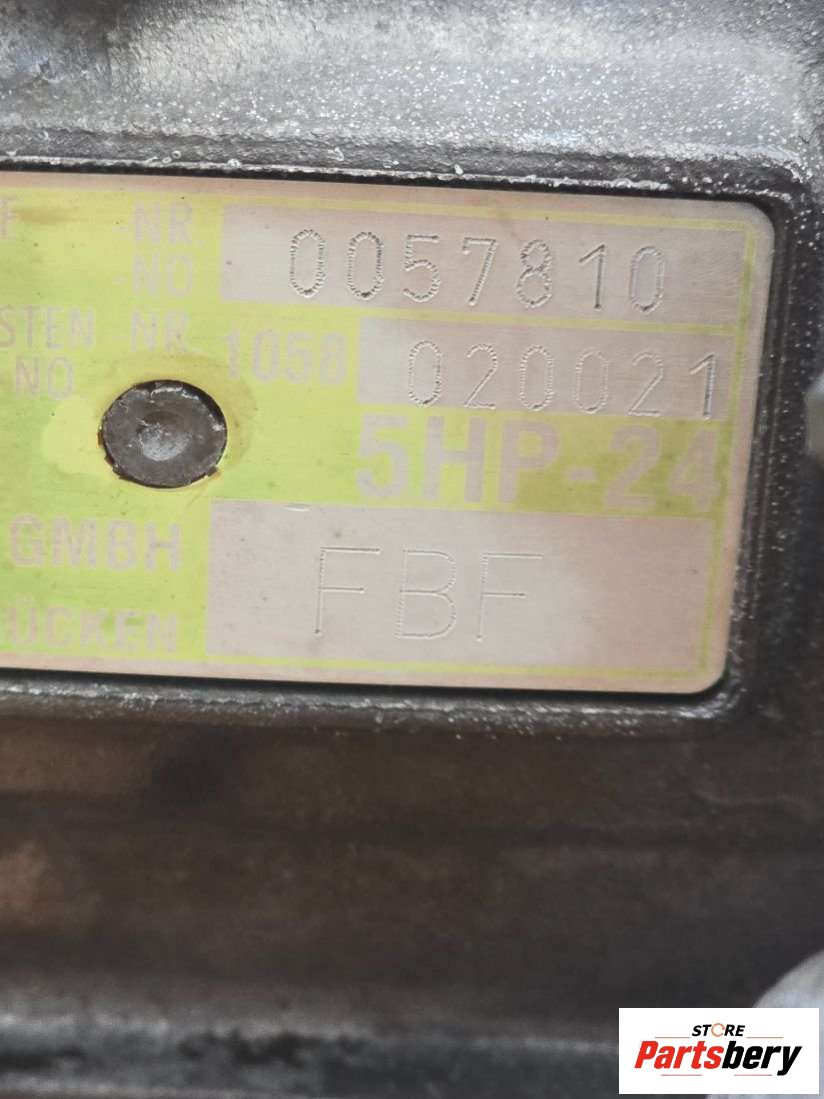 F -NR 0057810
-NO
STEN -NR 1058 020021
NO
5HP-24
GMBH FBF
ÜCKEN
STORE
Partsbery